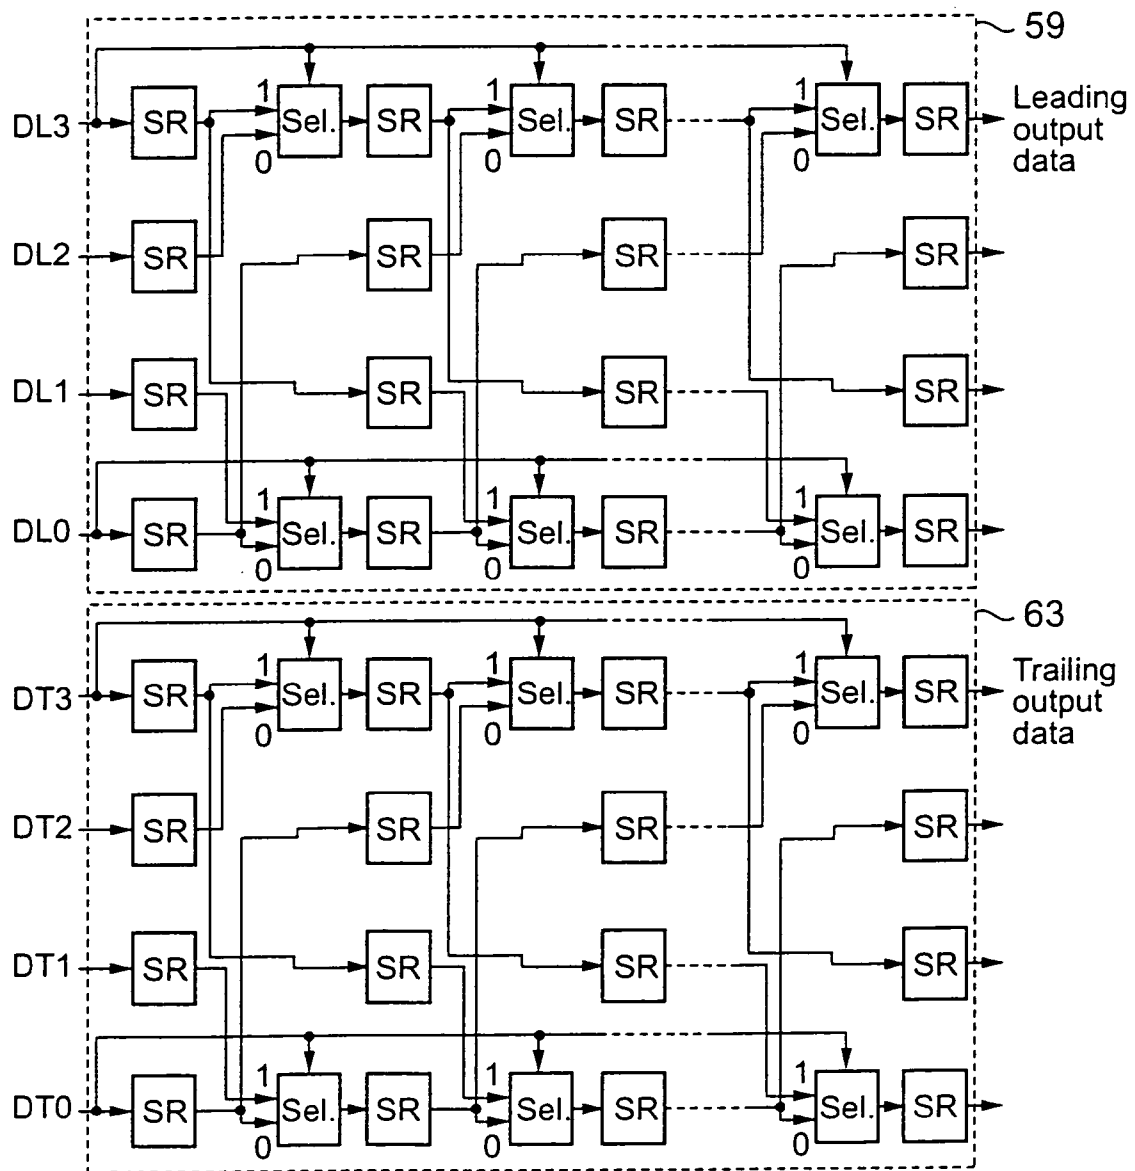 59
1 1 1
DL3 SR Sel. SR Sel. SR Sel. SR Leading
output
data
0 0 0
DL2 SR SR SR SR
DL1 SR SR SR SR
1 1 1
DL0 SR Sel. SR Sel. SR Sel. SR
0 0 0
63
1 1 1
DT3 SR Sel. SR Sel. SR Sel. SR Trailing
output
data
0 0 0
DT2 SR SR SR SR
DT1 SR SR SR SR
1 1 1
DT0 SR Sel. SR Sel. SR Sel. SR
0 0 0